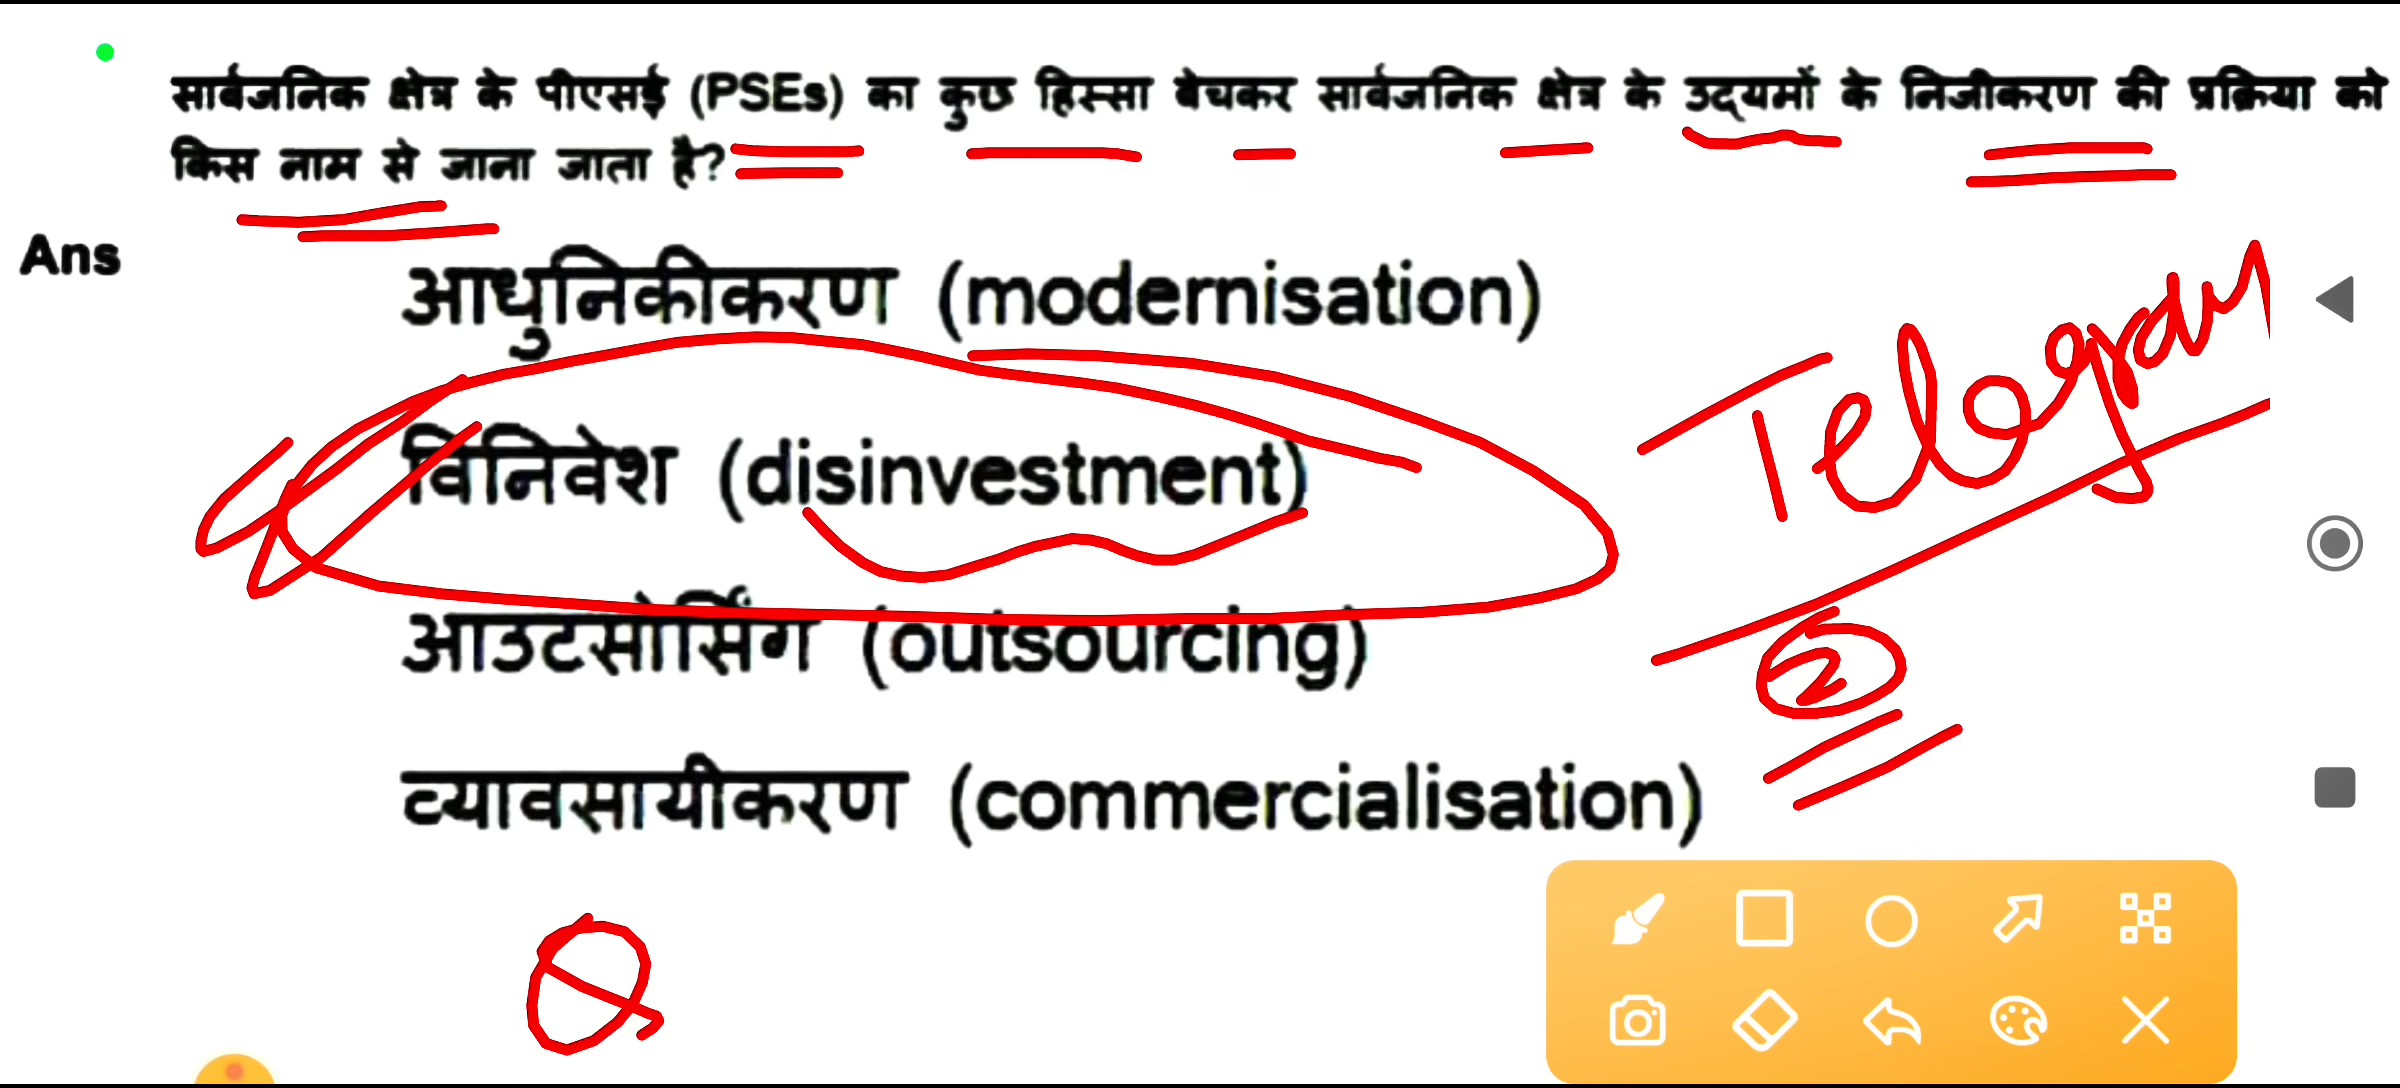 सार्वजनिक क्षेत्र के पीएसई (PSEs) का कुछ हिस्सा बेचकर सार्वजनिक क्षेत्र के उद्यमों के निजीकरण की प्रक्रिया को
किस नाम से जाना जाता है?
Ans
आधुनिकीकरण (modernisation)
विनिवेश (disinvestment)
आउटसोर्सिंग (outsourcing)
व्यावसायीकरण (commercialisation)
Telegram
2